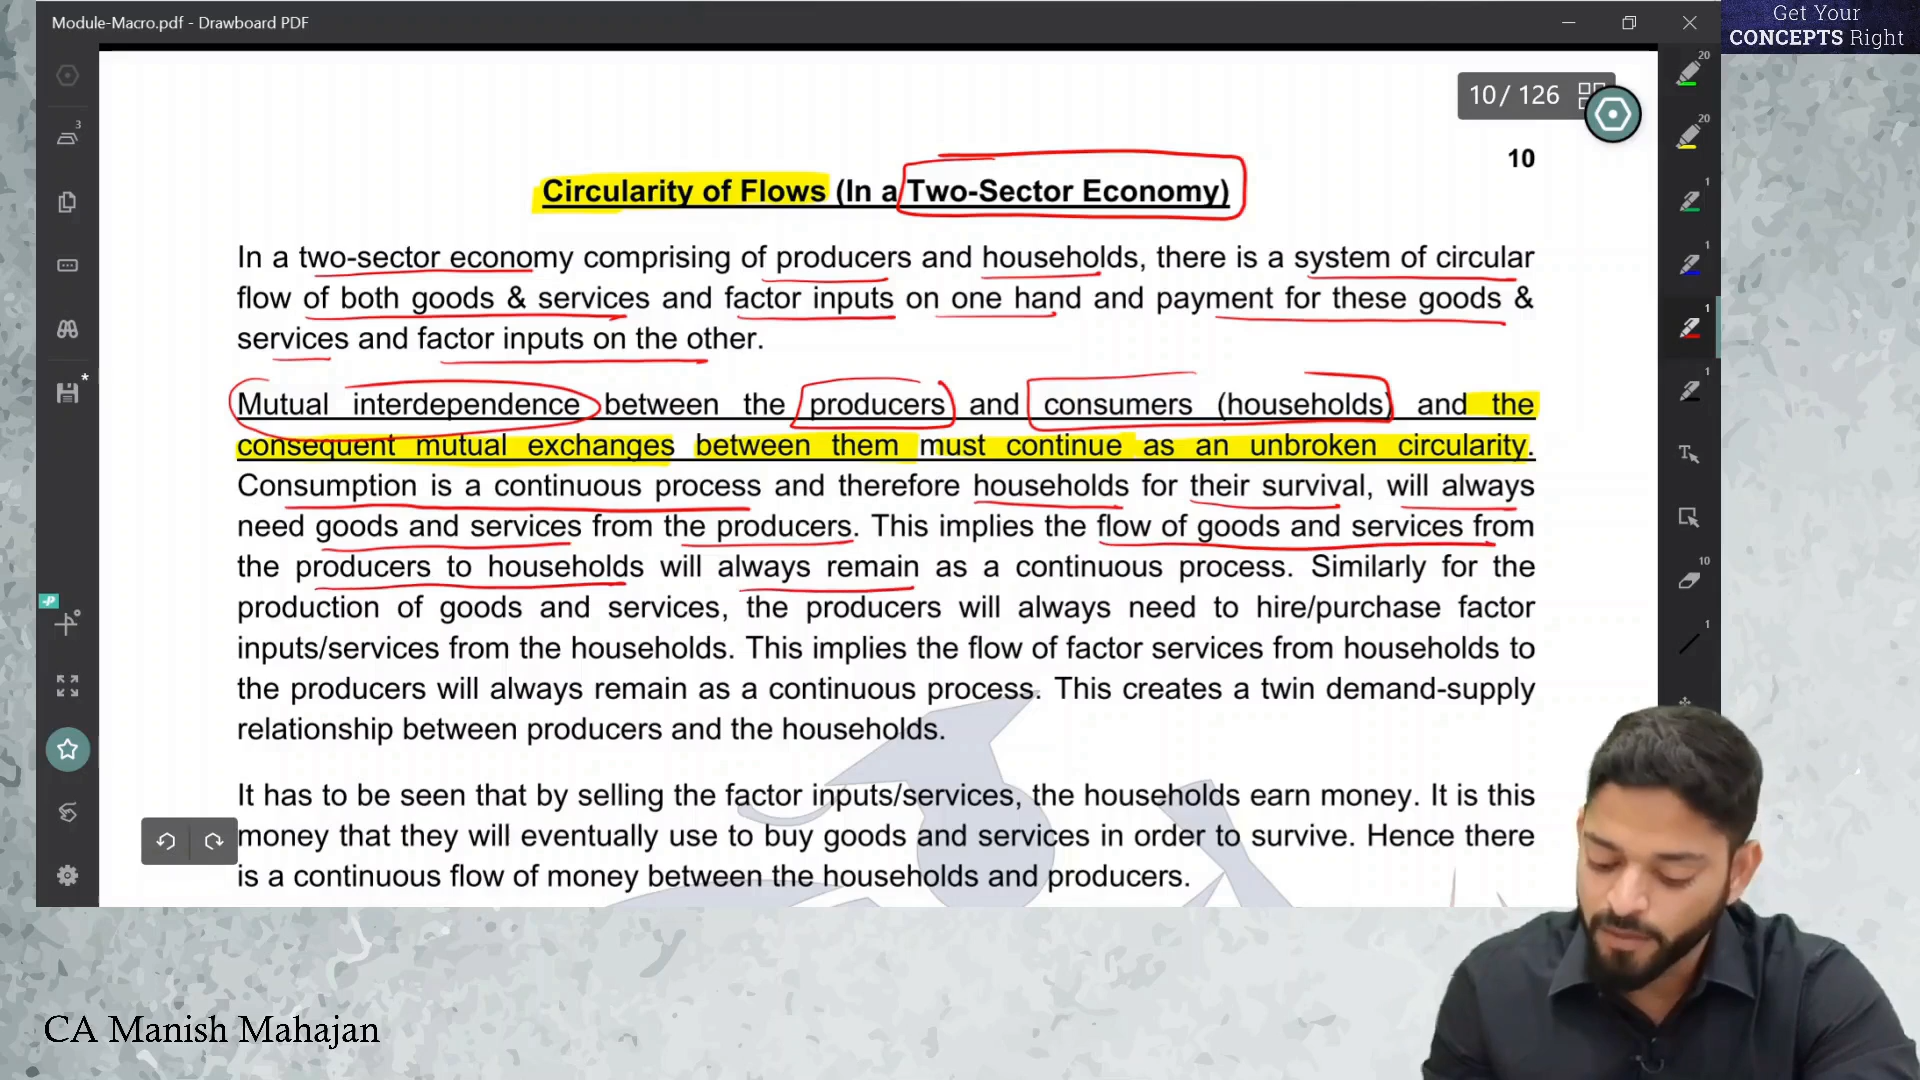 Module-Macro.pdf - Drawboard PDF
Get Your
CONCEPTS Right
10 / 126
10
Circularity of Flows (In a Two-Sector Economy)
In a two-sector economy comprising of producers and households, there is a system of circular
flow of both goods & services and factor inputs on one hand and payment for these goods &
services and factor inputs on the other.
Mutual interdependence between the producers and consumers (households) and the
consequent mutual exchanges between them must continue as an unbroken circularity.
Consumption is a continuous process and therefore households for their survival, will always
need goods and services from the producers. This implies the flow of goods and services from
the producers to households will always remain as a continuous process. Similarly for the
production of goods and services, the producers will always need to hire/purchase factor
inputs/services from the households. This implies the flow of factor services from households to
the producers will always remain as a continuous process. This creates a twin demand-supply
relationship between producers and the households.
It has to be seen that by selling the factor inputs/services, the households earn money. It is this
money that they will eventually use to buy goods and services in order to survive. Hence there
is a continuous flow of money between the households and producers.
3
P
20
20
1
1
1
1
10
1
CA Manish Mahajan